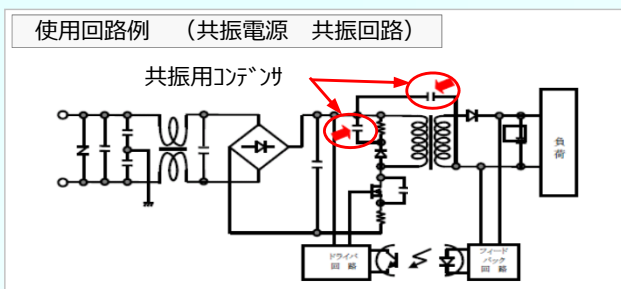 使用回路例　（共振電源　共振回路）
共振用ｺﾝﾃﾞﾝｻ
負荷
ドライバ
回 路
フィード
バック
回 路